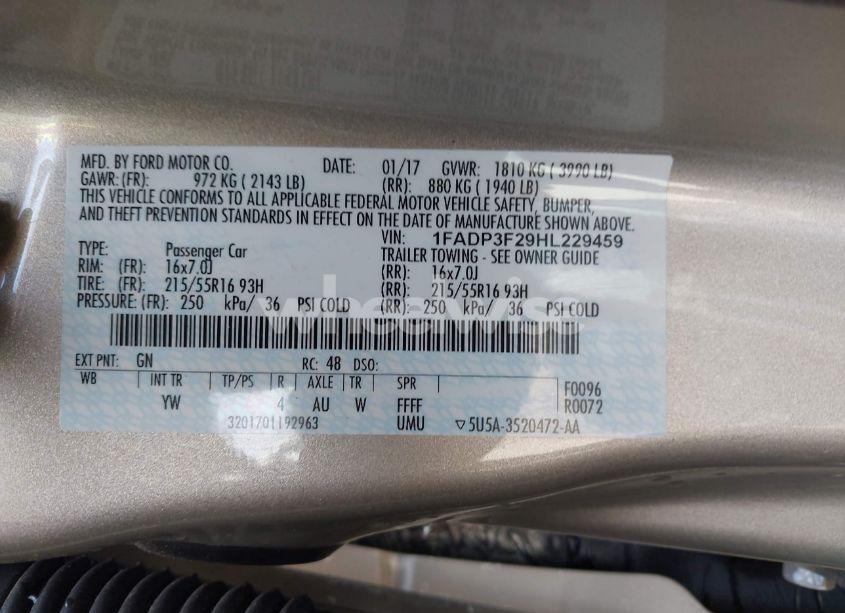 MFD. BY FORD MOTOR CO. DATE: 01/17 GVWR: 1810 KG ( 3990 LB)
GAWR: (FR): 972 KG ( 2143 LB) (RR): 880 KG ( 1940 LB)
THIS VEHICLE CONFORMS TO ALL APPLICABLE FEDERAL MOTOR VEHICLE SAFETY, BUMPER,
AND THEFT PREVENTION STANDARDS IN EFFECT ON THE DATE OF MANUFACTURE SHOWN ABOVE.
VIN: 1FADP3F29HL229459
TYPE: Passenger Car TRAILER TOWING - SEE OWNER GUIDE
RIM: (FR): 16x7.0J (RR): 16x7.0J
TIRE: (FR): 215/55R16 93H (RR): 215/55R16 93H
PRESSURE: (FR): 250 kPa/ 36 PSI COLD (RR): 250 kPa/ 36 PSI COLD
wheelwise
EXT PNT: GN RC: 48 DSO:
WB INT TR TP/PS R AXLE TR SPR F0096
YW 4 AU W FFFF R0072
3201701192963 UMU ▽5U5A-3520472-AA